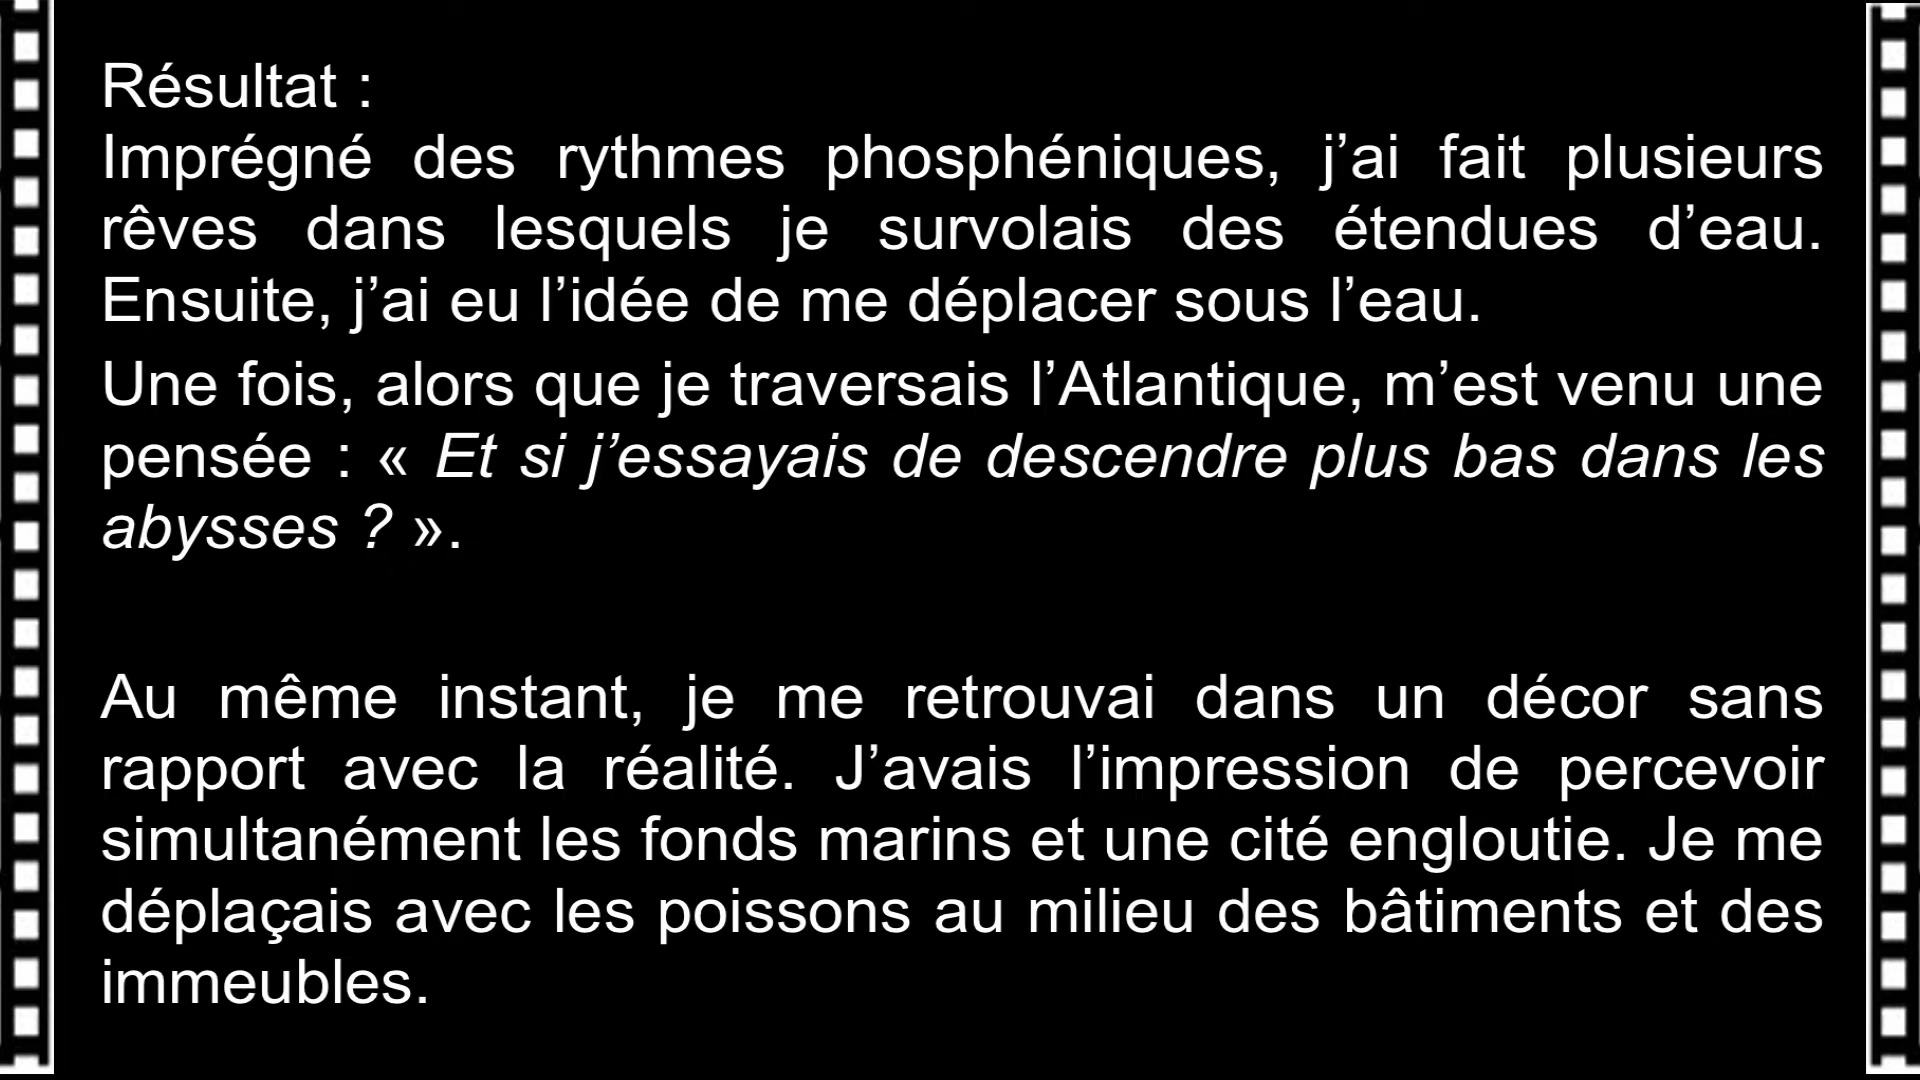 Résultat :
Imprégné des rythmes phosphéniques, j’ai fait plusieurs
rêves dans lesquels je survolais des étendues d’eau.
Ensuite, j’ai eu l’idée de me déplacer sous l’eau.
Une fois, alors que je traversais l’Atlantique, m’est venu une
pensée : « Et si j’essayais de descendre plus bas dans les
abysses ? ».
Au même instant, je me retrouvai dans un décor sans
rapport avec la réalité. J’avais l’impression de percevoir
simultanément les fonds marins et une cité engloutie. Je me
déplaçais avec les poissons au milieu des bâtiments et des
immeubles.